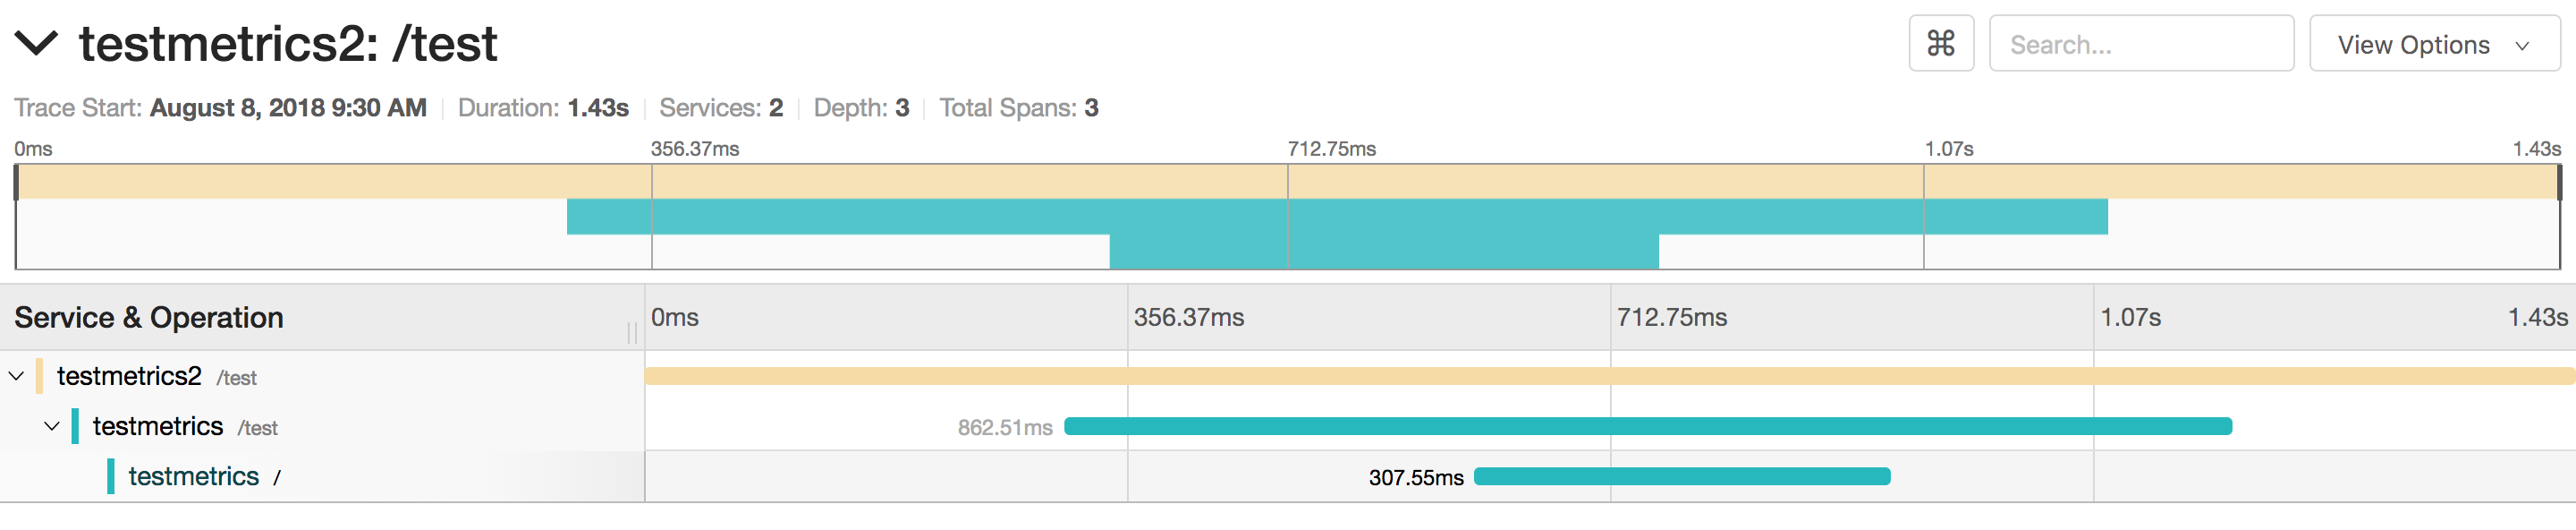 testmetrics2: /test
⌘ Search... View Options
Trace Start: August 8, 2018 9:30 AM Duration: 1.43s Services: 2 Depth: 3 Total Spans: 3
0ms 356.37ms 712.75ms 1.07s 1.43s
Service & Operation 0ms 356.37ms 712.75ms 1.07s 1.43s
testmetrics2 /test
testmetrics /test 862.51ms
testmetrics / 307.55ms